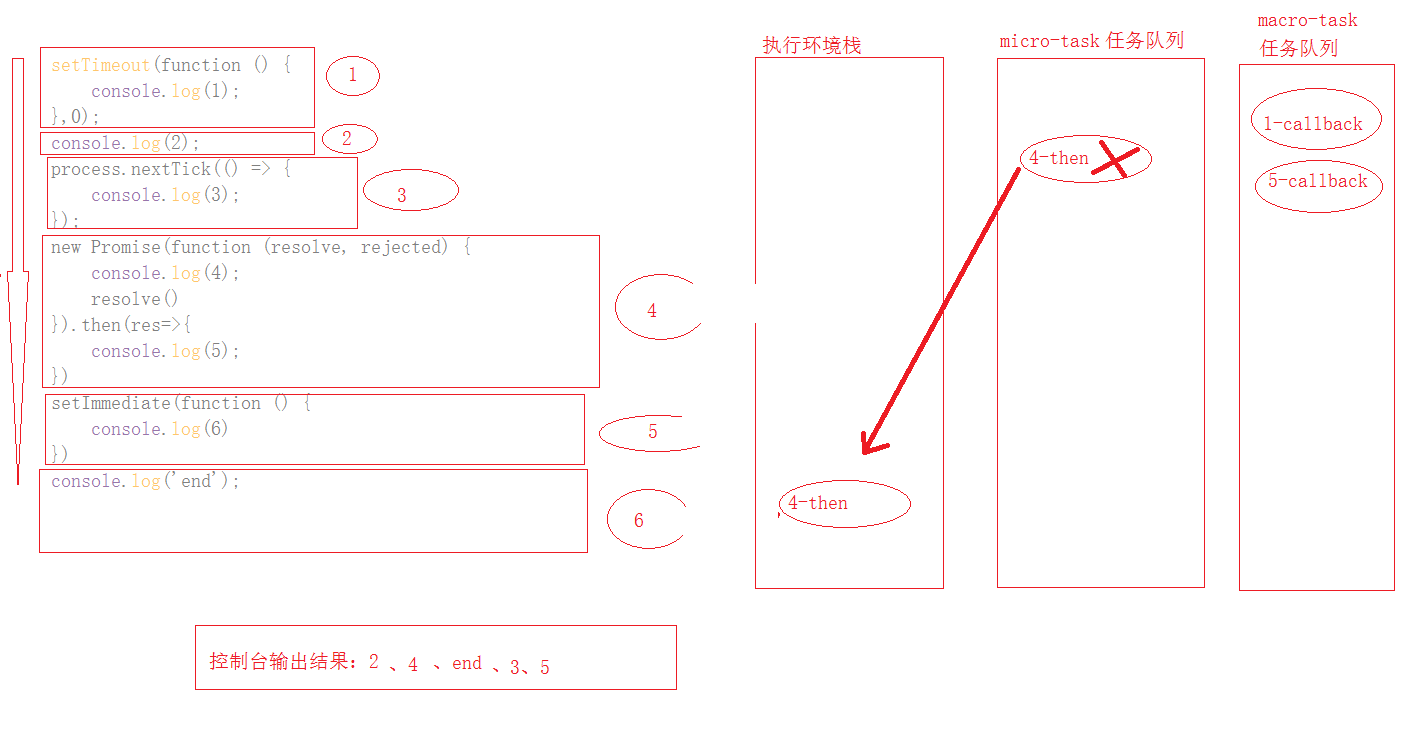 setTimeout(function () {
    console.log(1);
},0);
1
console.log(2);
2
process.nextTick(() => {
    console.log(3);
});
3
new Promise(function (resolve, rejected) {
    console.log(4);
    resolve()
}).then(res=>{
    console.log(5);
})
4
setImmediate(function () {
    console.log(6)
})
5
console.log('end');
6
执行环境栈
4-then
micro-task 任务队列
4-then
macro-task
任务队列
1-callback
5-callback
控制台输出结果：2 、4 、end 、3、5